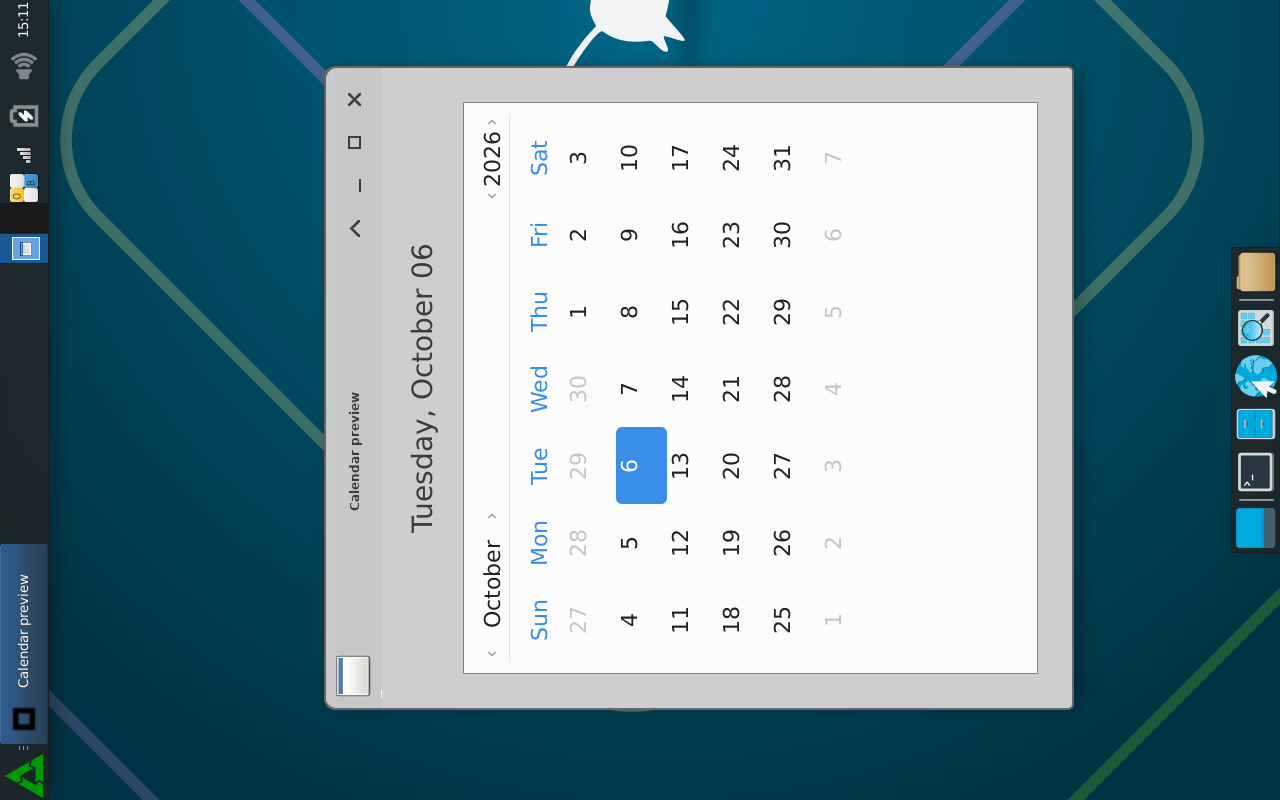 Calendar preview
15:11
Calendar preview
Tuesday, October 06
October 2026
Sun Mon Tue Wed Thu Fri Sat
27 28 29 30 1 2 3
4 5 6 7 8 9 10
11 12 13 14 15 16 17
18 19 20 21 22 23 24
25 26 27 28 29 30 31
1 2 3 4 5 6 7